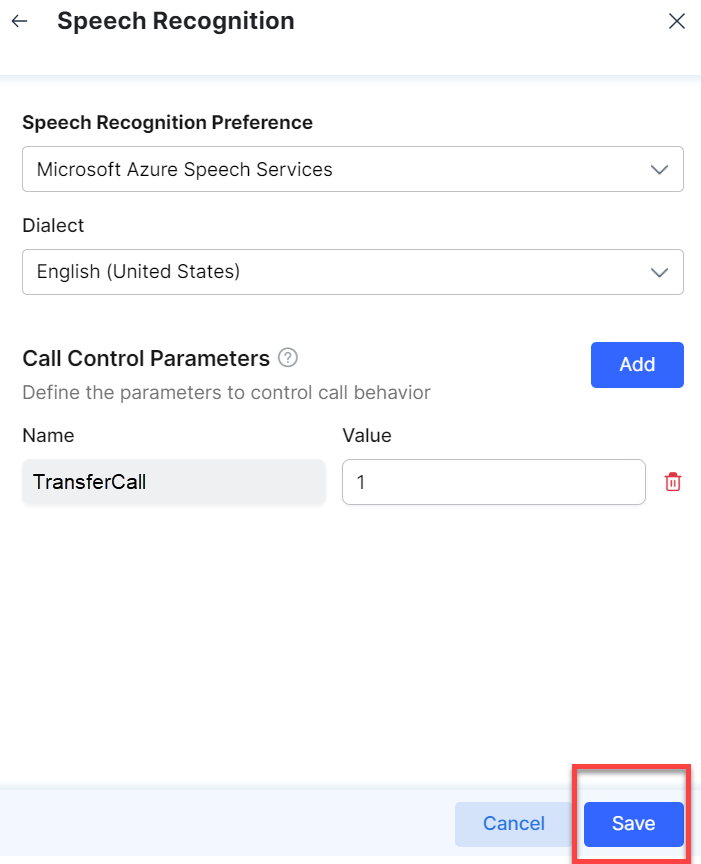 Speech Recognition
Speech Recognition Preference
Microsoft Azure Speech Services
Dialect
English (United States)
Call Control Parameters ?
Add
Define the parameters to control call behavior
Name Value
TransferCall 1
Cancel Save